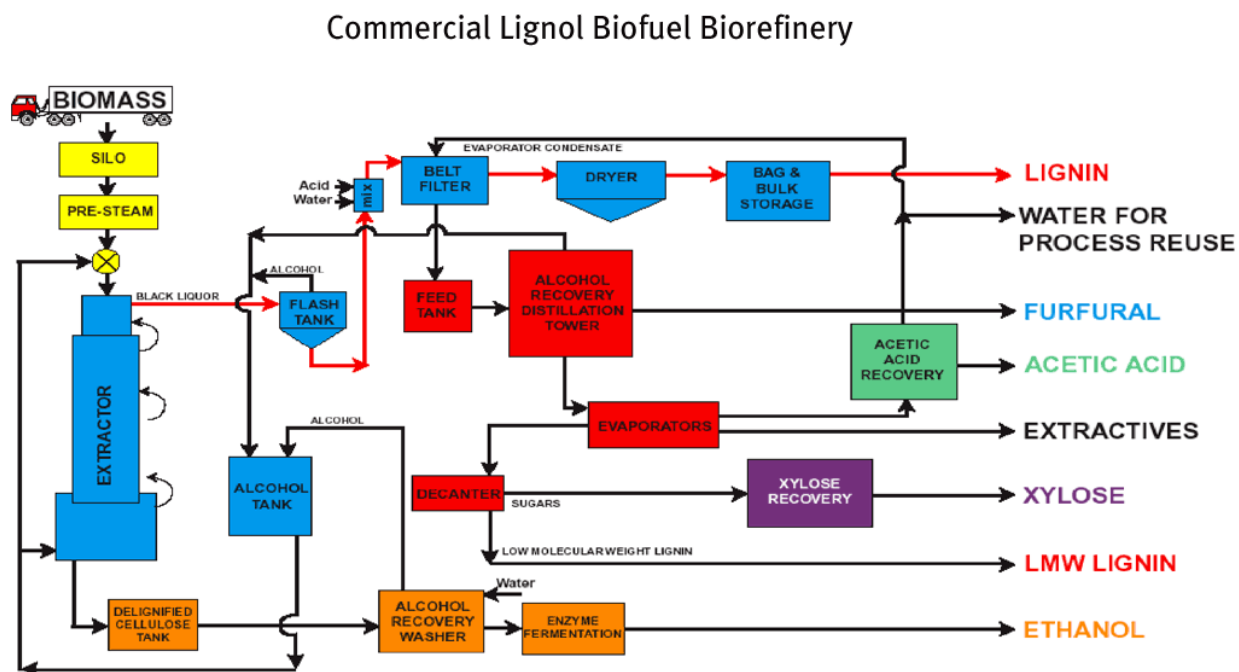 Commercial Lignol Biofuel Biorefinery
BIOMASS
SILO
PRE-STEAM
EXTRACTOR
BLACK LIQUOR
ALCOHOL
FLASH
TANK
Acid
Water
mix
EVAPORATOR CONDENSATE
BELT
FILTER
DRYER
BAG &
BULK
STORAGE
LIGNIN
WATER FOR
PROCESS REUSE
FEED
TANK
ALCOHOL
RECOVERY
DISTILLATION
TOWER
FURFURAL
ACETIC
ACID
RECOVERY
ACETIC ACID
EVAPORATORS
EXTRACTIVES
ALCOHOL
ALCOHOL
TANK
DECANTER
SUGARS
XYLOSE
RECOVERY
XYLOSE
LOW MOLECULAR WEIGHT LIGNIN
LMW LIGNIN
DELIGNIFIED
CELLULOSE
TANK
ALCOHOL
RECOVERY
WASHER
Water
ENZYME
FERMENTATION
ETHANOL